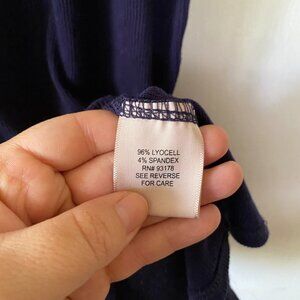 96% LYOCELL
4% SPANDEX
RN# 93178
SEE REVERSE
FOR CARE